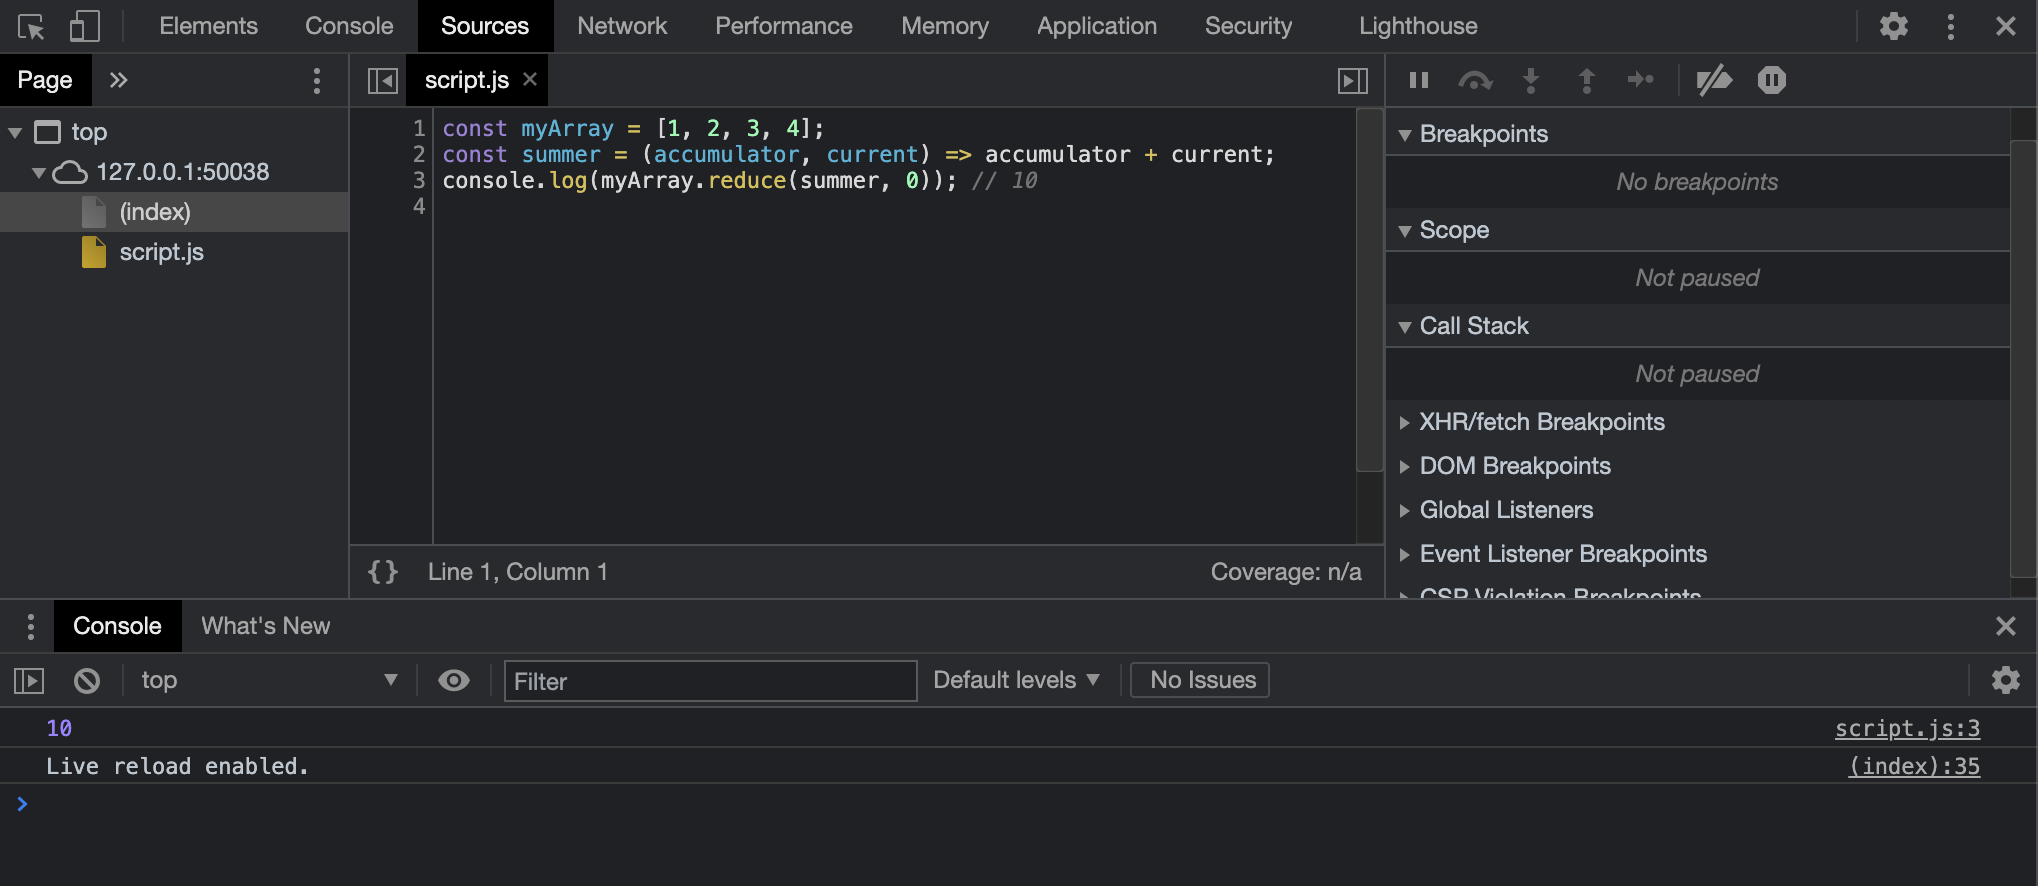 Elements Console Sources Network Performance Memory Application Security Lighthouse
Page
script.js
top
127.0.0.1:50038
(index)
script.js
1 const myArray = [1, 2, 3, 4];
2 const summer = (accumulator, current) => accumulator + current;
3 console.log(myArray.reduce(summer, 0)); // 10
4
{} Line 1, Column 1 Coverage: n/a
Breakpoints
No breakpoints
Scope
Not paused
Call Stack
Not paused
XHR/fetch Breakpoints
DOM Breakpoints
Global Listeners
Event Listener Breakpoints
CSP Violation Breakpoints
Console What's New
top Filter Default levels No Issues
10 script.js:3
Live reload enabled. (index):35